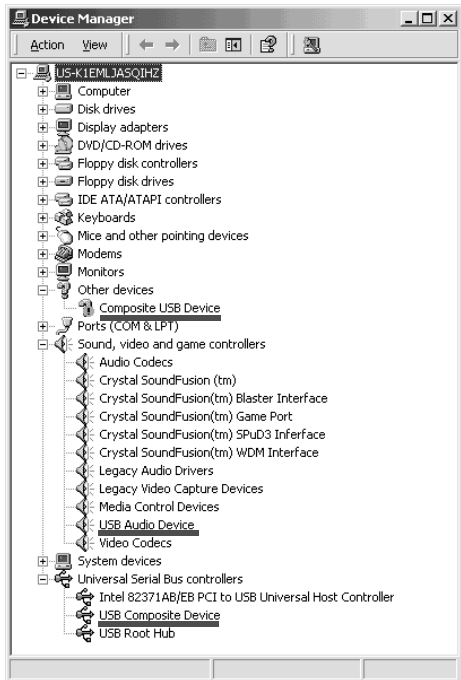 Device Manager
Action View
US-K1EMLJASQIHZ
Computer
Disk drives
Display adapters
DVD/CD-ROM drives
Floppy disk controllers
Floppy disk drives
IDE ATA/ATAPI controllers
Keyboards
Mice and other pointing devices
Modems
Monitors
Other devices
Composite USB Device
Ports (COM & LPT)
Sound, video and game controllers
Audio Codecs
Crystal SoundFusion (tm)
Crystal SoundFusion(tm) Blaster Interface
Crystal SoundFusion(tm) Game Port
Crystal SoundFusion(tm) SPuD3 Inferface
Crystal SoundFusion(tm) WDM Interface
Legacy Audio Drivers
Legacy Video Capture Devices
Media Control Devices
USB Audio Device
Video Codecs
System devices
Universal Serial Bus controllers
Intel 82371AB/EB PCI to USB Universal Host Controller
USB Composite Device
USB Root Hub